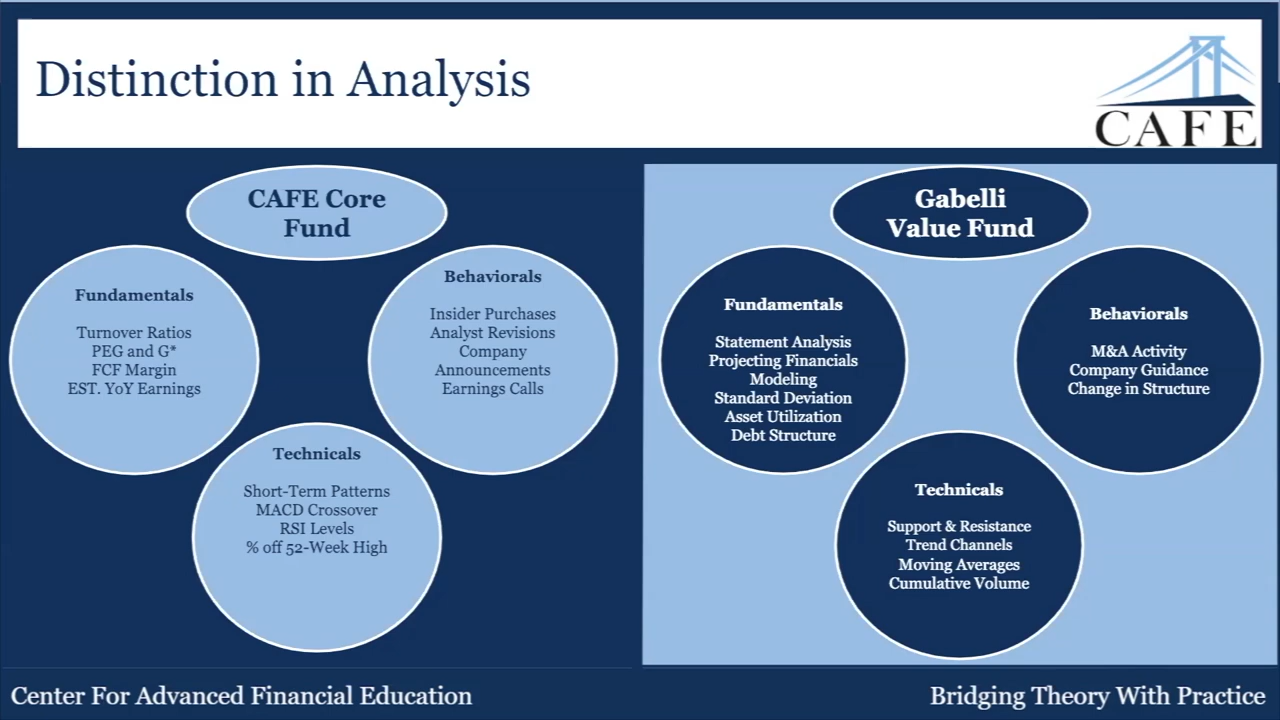 Distinction in Analysis
CAFE
CAFE Core
Fund
Fundamentals
Turnover Ratios
PEG and G*
FCF Margin
EST. YoY Earnings
Behaviorals
Insider Purchases
Analyst Revisions
Company
Announcements
Earnings Calls
Technicals
Short-Term Patterns
MACD Crossover
RSI Levels
% off 52-Week High
Gabelli
Value Fund
Fundamentals
Statement Analysis
Projecting Financials
Modeling
Standard Deviation
Asset Utilization
Debt Structure
Behaviorals
M&A Activity
Company Guidance
Change in Structure
Technicals
Support & Resistance
Trend Channels
Moving Averages
Cumulative Volume
Center For Advanced Financial Education
Bridging Theory With Practice